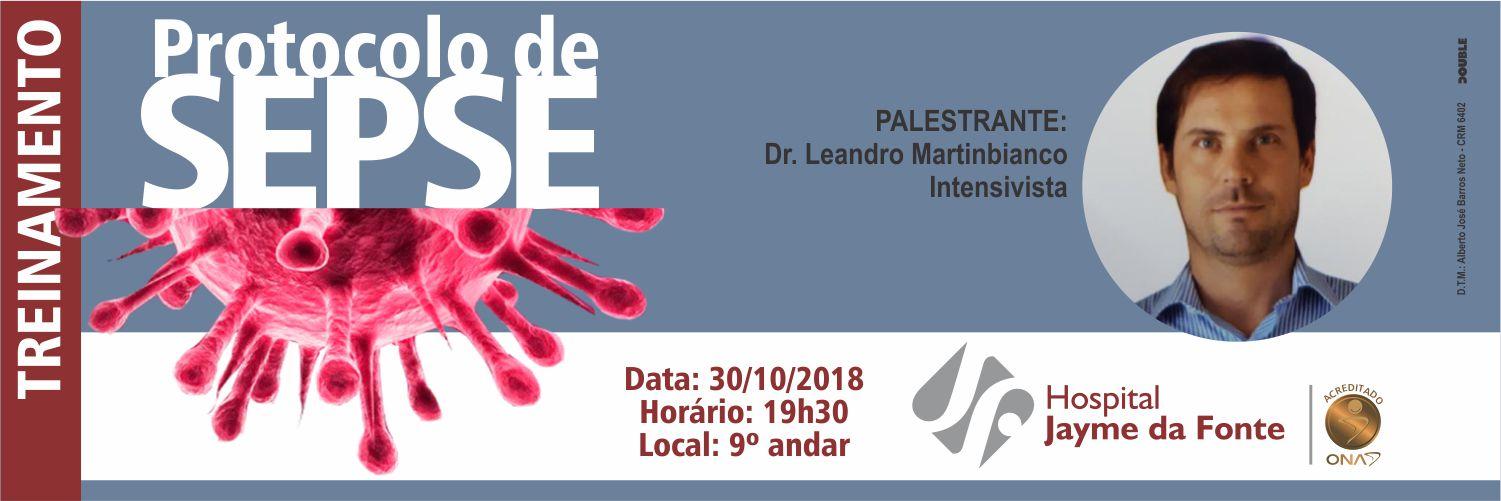 TREINAMENTO
Protocolo de
SEPSE
PALESTRANTE:
Dr. Leandro Martinbianco
Intensivista
Data: 30/10/2018
Horário: 19h30
Local: 9º andar
Hospital
Jayme da Fonte
ACREDITADO
ONA
D.T.M.: Alberto José Barros Neto - CRM 6402
DOUBLE